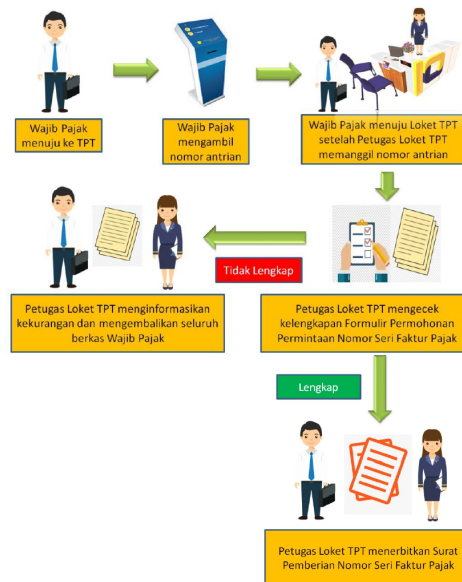 Wajib Pajak
menuju ke TPT
Wajib Pajak
mengambil
nomor antrian
Wajib Pajak menuju Loket TPT
setelah Petugas Loket TPT
memanggil nomor antrian
Tidak Lengkap
Petugas Loket TPT menginformasikan
kekurangan dan mengembalikan seluruh
berkas Wajib Pajak
Petugas Loket TPT mengecek
kelengkapan Formulir Permohonan
Permintaan Nomor Seri Faktur Pajak
Lengkap
Petugas Loket TPT menerbitkan Surat
Pemberian Nomor Seri Faktur Pajak